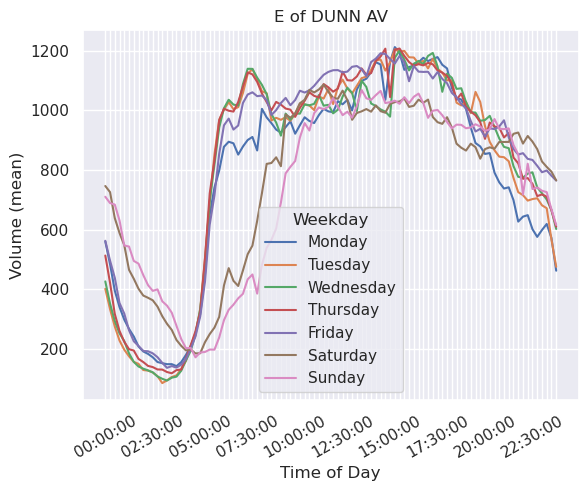 E of DUNN AV
1200
1000
800
600
400
200
Volume (mean)
Weekday
Monday
Tuesday
Wednesday
Thursday
Friday
Saturday
Sunday
00:00:00
02:30:00
05:00:00
07:30:00
10:00:00
12:30:00
15:00:00
17:30:00
20:00:00
22:30:00
Time of Day